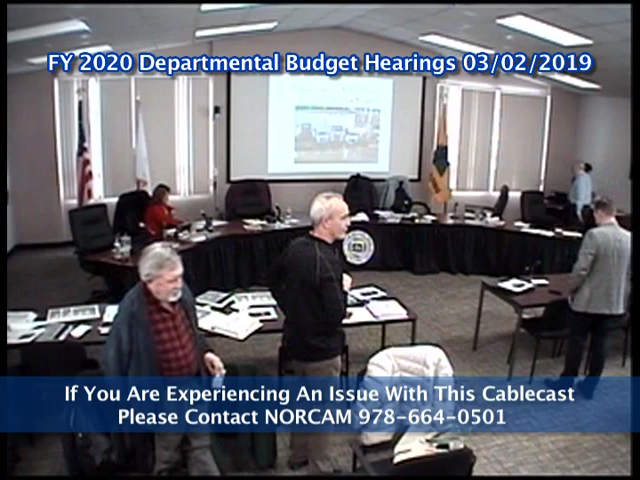 FY 2020 Departmental Budget Hearings 03/02/2019
If You Are Experiencing An Issue With This Cablecast
Please Contact NORCAM 978-664-0501